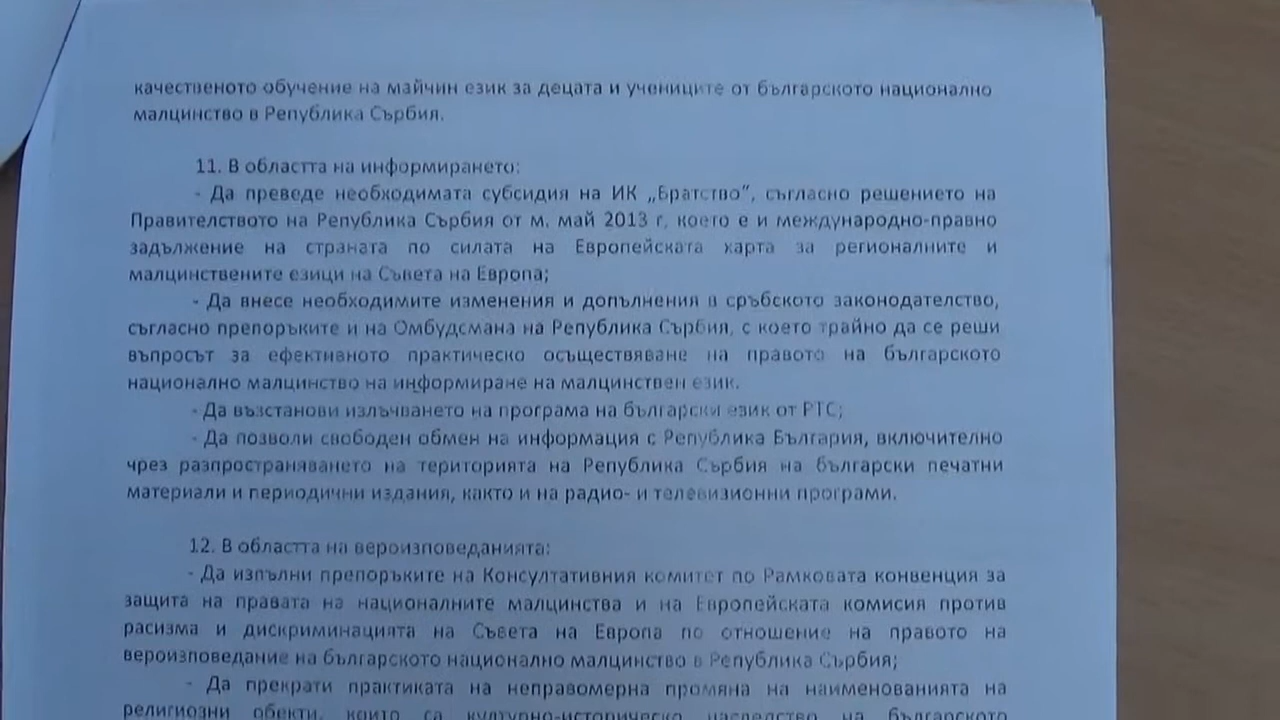 качественото обучение на майчин език за децата и учениците от българското национално
малцинство в Република Сърбия.
11. В областта на информирането:
- Да преведе необходимата субсидия на ИК „Братство”, съгласно решението на
Правителството на Република Сърбия от м. май 2013 г, което е и международно-правно
задължение на страната по силата на Европейската харта за регионалните и
малцинствените езици на Съвета на Европа;
- Да внесе необходимите изменения и допълнения в сръбското законодателство,
съгласно препоръките и на Омбудсмана на Република Сърбия, с което трайно да се реши
въпросът за ефективното практическо осъществяване на правото на българското
национално малцинство на информиране на малцинствен език.
- Да възстанови излъчването на програма на български език от РТС;
- Да позволи свободен обмен на информация с Република България, включително
чрез разпространяването на територията на Република Сърбия на български печатни
материали и периодични издания, както и на радио- и телевизионни програми.
12. В областта на вероизповеданията:
- Да изпълни препоръките на Консултативния комитет по Рамковата конвенция за
защита на правата на националните малцинства и на Европейската комисия против
расизма и дискриминацията на Съвета на Европа по отношение на правото на
вероизповедание на българското национално малцинство в Република Сърбия;
- Да прекрати практиката на неправомерна промяна на наименованията на
религиозни обекти, които са културно-историческо наследство на българското